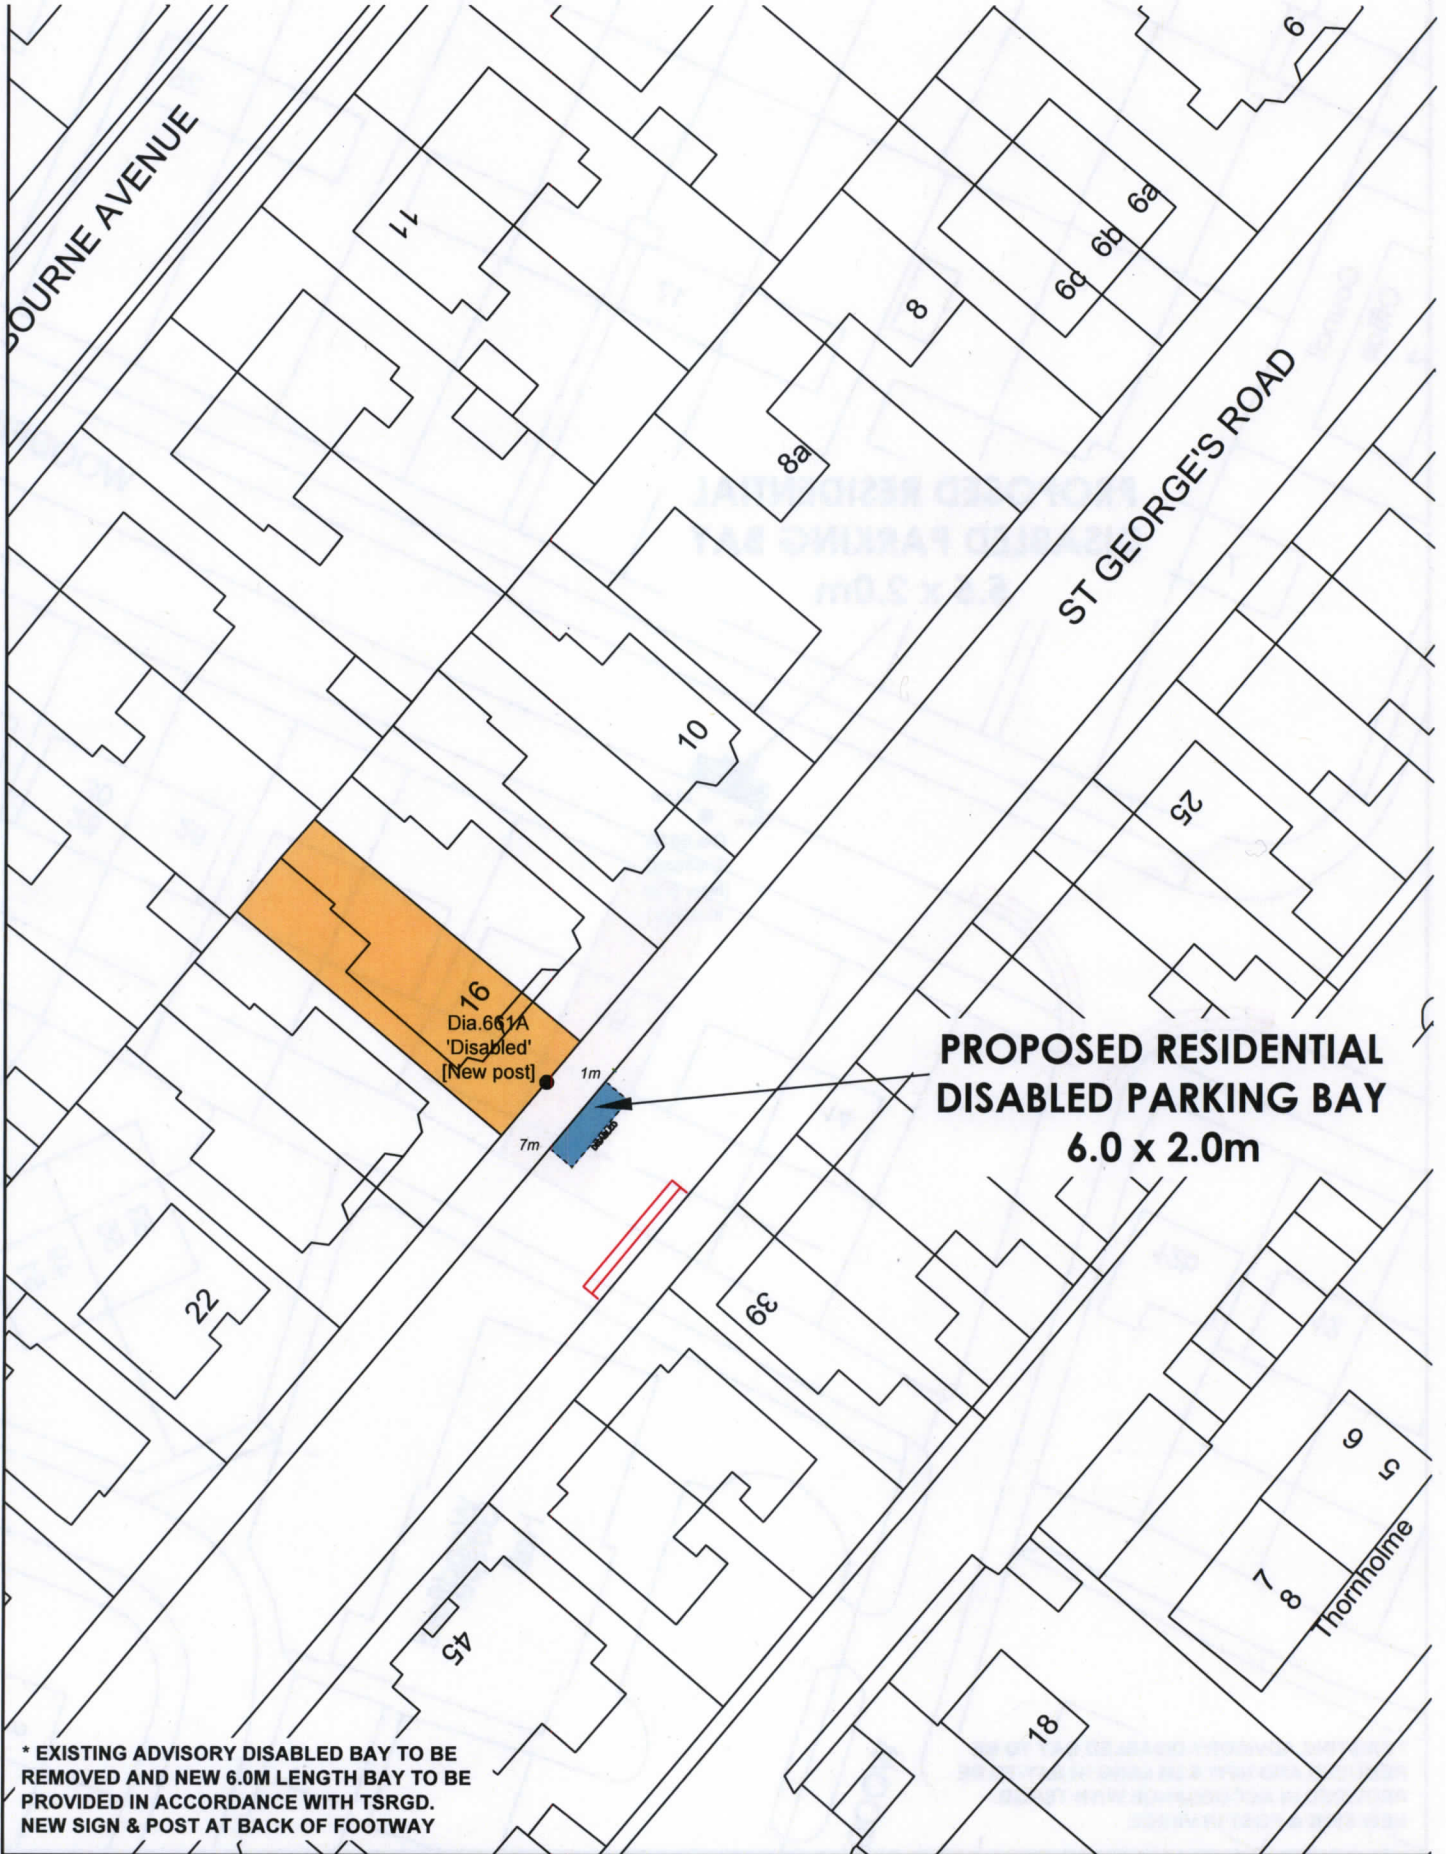 6
BOURNE AVENUE
11
6a
6b
6c
8
ST GEORGE'S ROAD
8a
10
25
16
Dia.661A
'Disabled'
[New post]
1m
7m
PROPOSED RESIDENTIAL
DISABLED PARKING BAY
6.0 x 2.0m
22
39
6
5
7
8
Thornholme
45
18
* EXISTING ADVISORY DISABLED BAY TO BE
REMOVED AND NEW 6.0M LENGTH BAY TO BE
PROVIDED IN ACCORDANCE WITH TSRGD.
NEW SIGN & POST AT BACK OF FOOTWAY